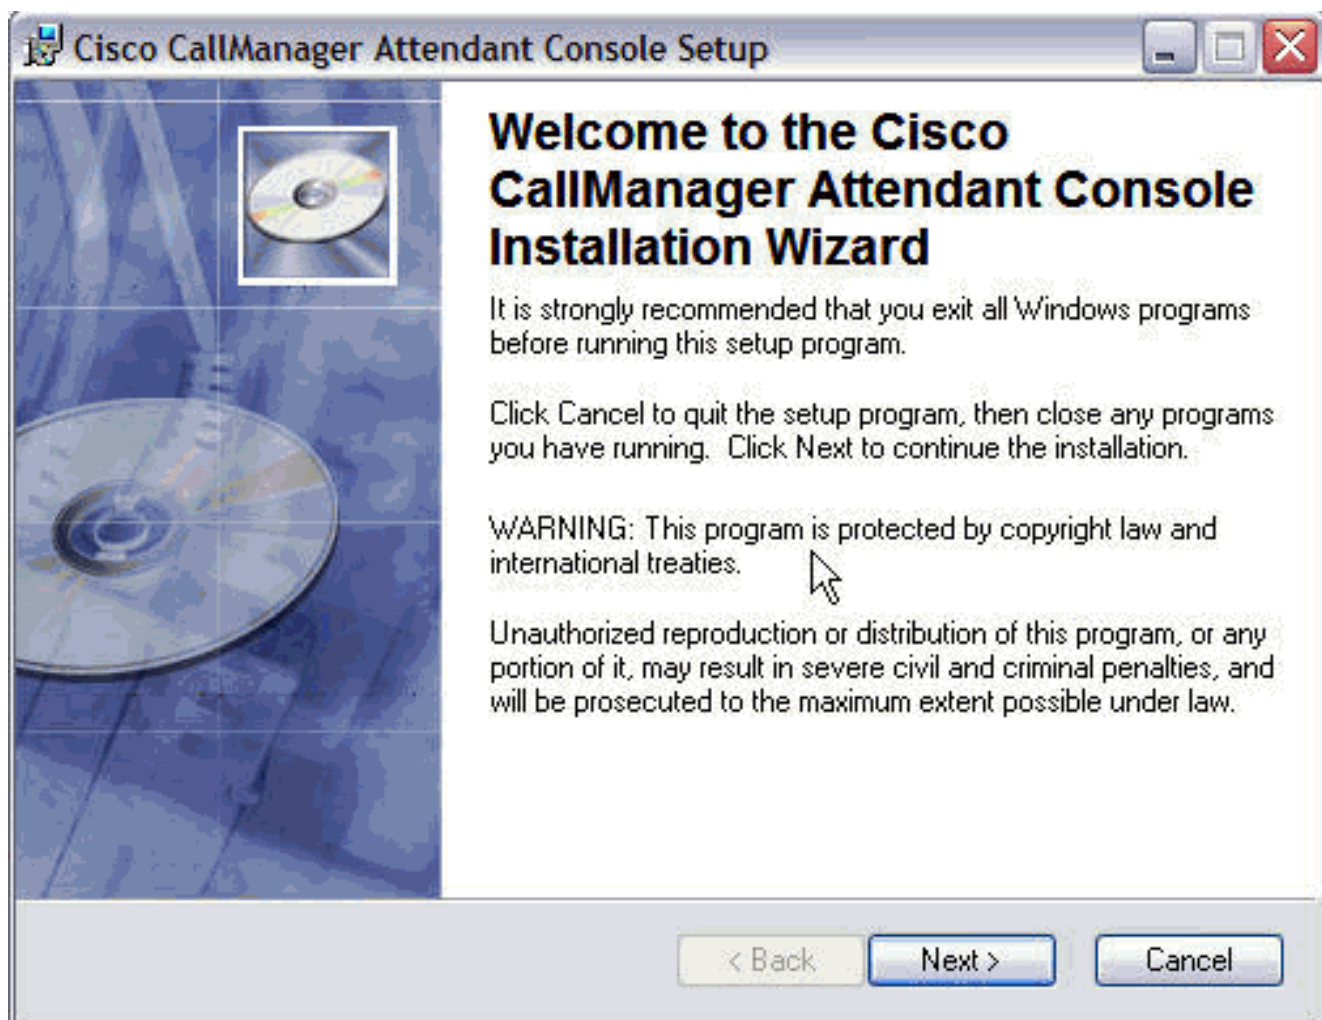 Cisco CallManager Attendant Console Setup
Welcome to the Cisco
CallManager Attendant Console
Installation Wizard
It is strongly recommended that you exit all Windows programs
before running this setup program.
Click Cancel to quit the setup program, then close any programs
you have running.  Click Next to continue the installation.
WARNING: This program is protected by copyright law and
international treaties.
Unauthorized reproduction or distribution of this program, or any
portion of it, may result in severe civil and criminal penalties, and
will be prosecuted to the maximum extent possible under law.
< Back
Next >
Cancel